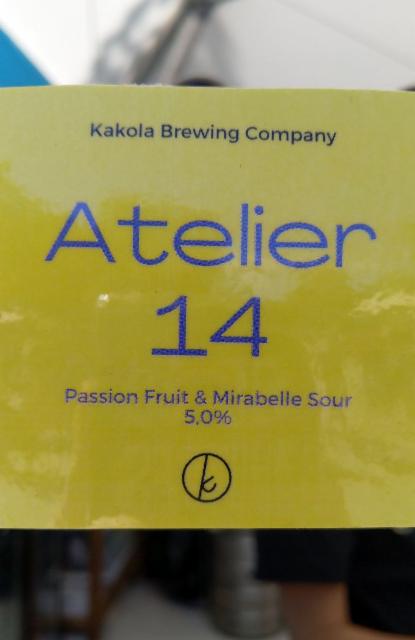 Kakola Brewing Company
Atelier
14
Passion Fruit & Mirabelle Sour
5,0%
k